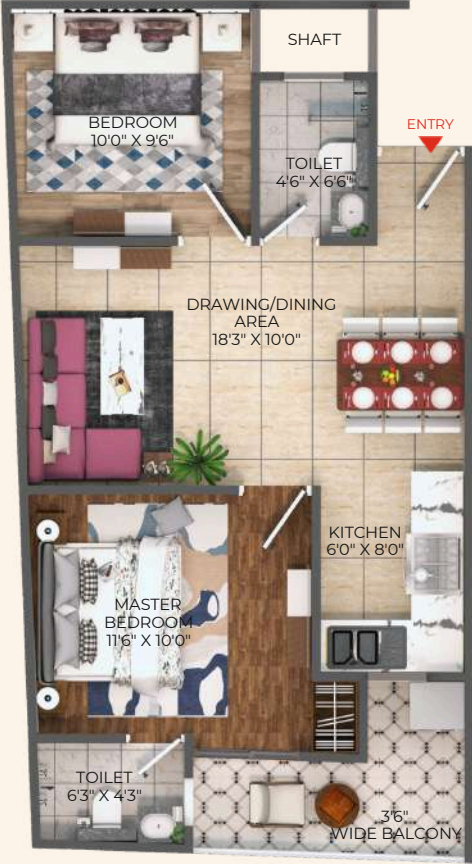 SHAFT
ENTRY
BEDROOM
10'0" X 9'6"
TOILET
4'6" X 6'6"
DRAWING/DINING
AREA
18'3" X 10'0"
KITCHEN
6'0" X 8'0"
MASTER
BEDROOM
11'6" X 10'0"
TOILET
6'3" X 4'3"
3'6"
WIDE BALCONY